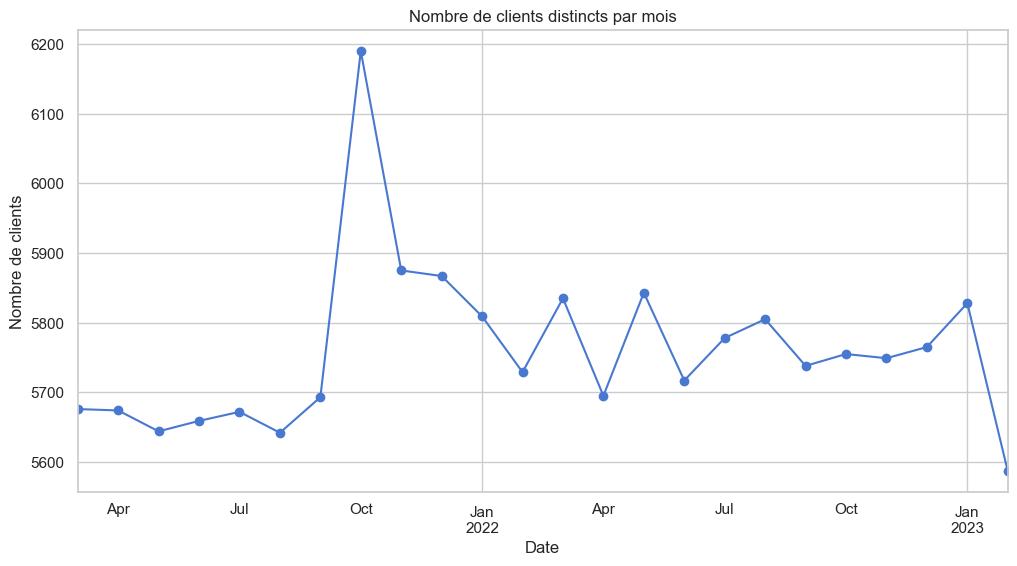 Nombre de clients distincts par mois
Nombre de clients
6200
6100
6000
5900
5800
5700
5600
Apr
Jul
Oct
Jan
2022
Apr
Jul
Oct
Jan
2023
Date